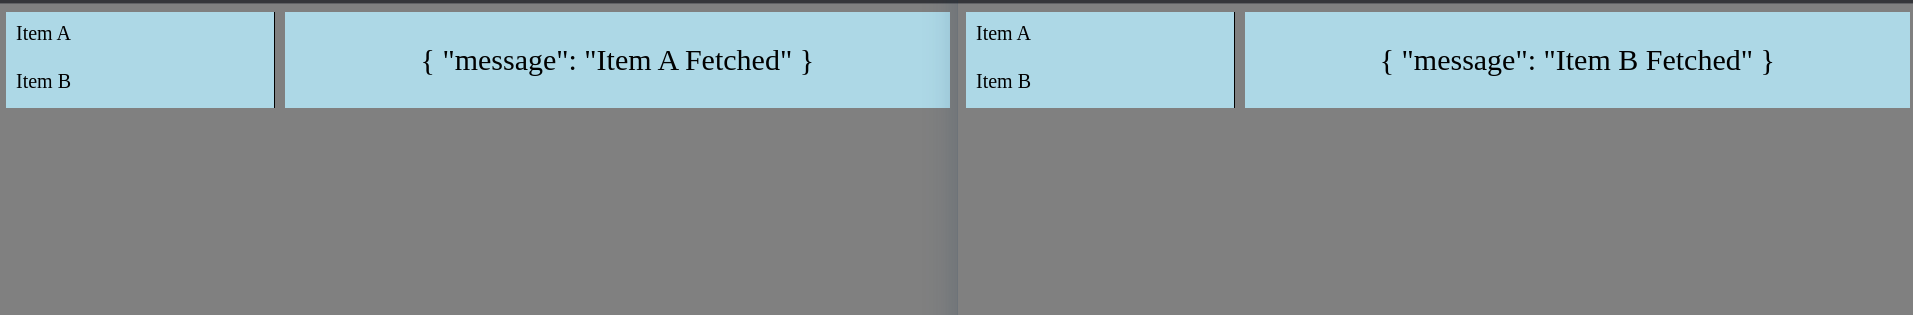 Item A
{ "message": "Item A Fetched" }
Item B
Item A
{ "message": "Item B Fetched" }
Item B